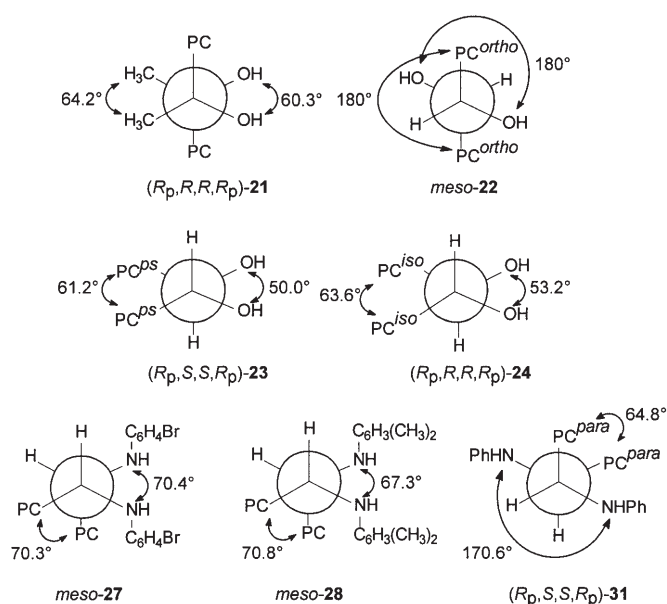 PC
PCortho
H3C
OH
HO
H
180°
64.2°
60.3°
180°
H3C
OH
H
OH
PC
PCortho
(Rp,R,R,Rp)-21
meso-22
H
H
PCps
OH
PCiso
OH
61.2°
50.0°
63.6°
53.2°
PCps
OH
PCiso
OH
H
H
(Rp,S,S,Rp)-23
(Rp,R,R,Rp)-24
C6H4Br
C6H3(CH3)2
64.8°
H
H
PCpara
H
NH
H
NH
PhHN
PCpara
70.4°
67.3°
PC
NH
PC
NH
H
NHPh
PC
PC
H
70.3°
C6H4Br
70.8°
C6H3(CH3)2
170.6°
meso-27
meso-28
(Rp,S,S,Rp)-31